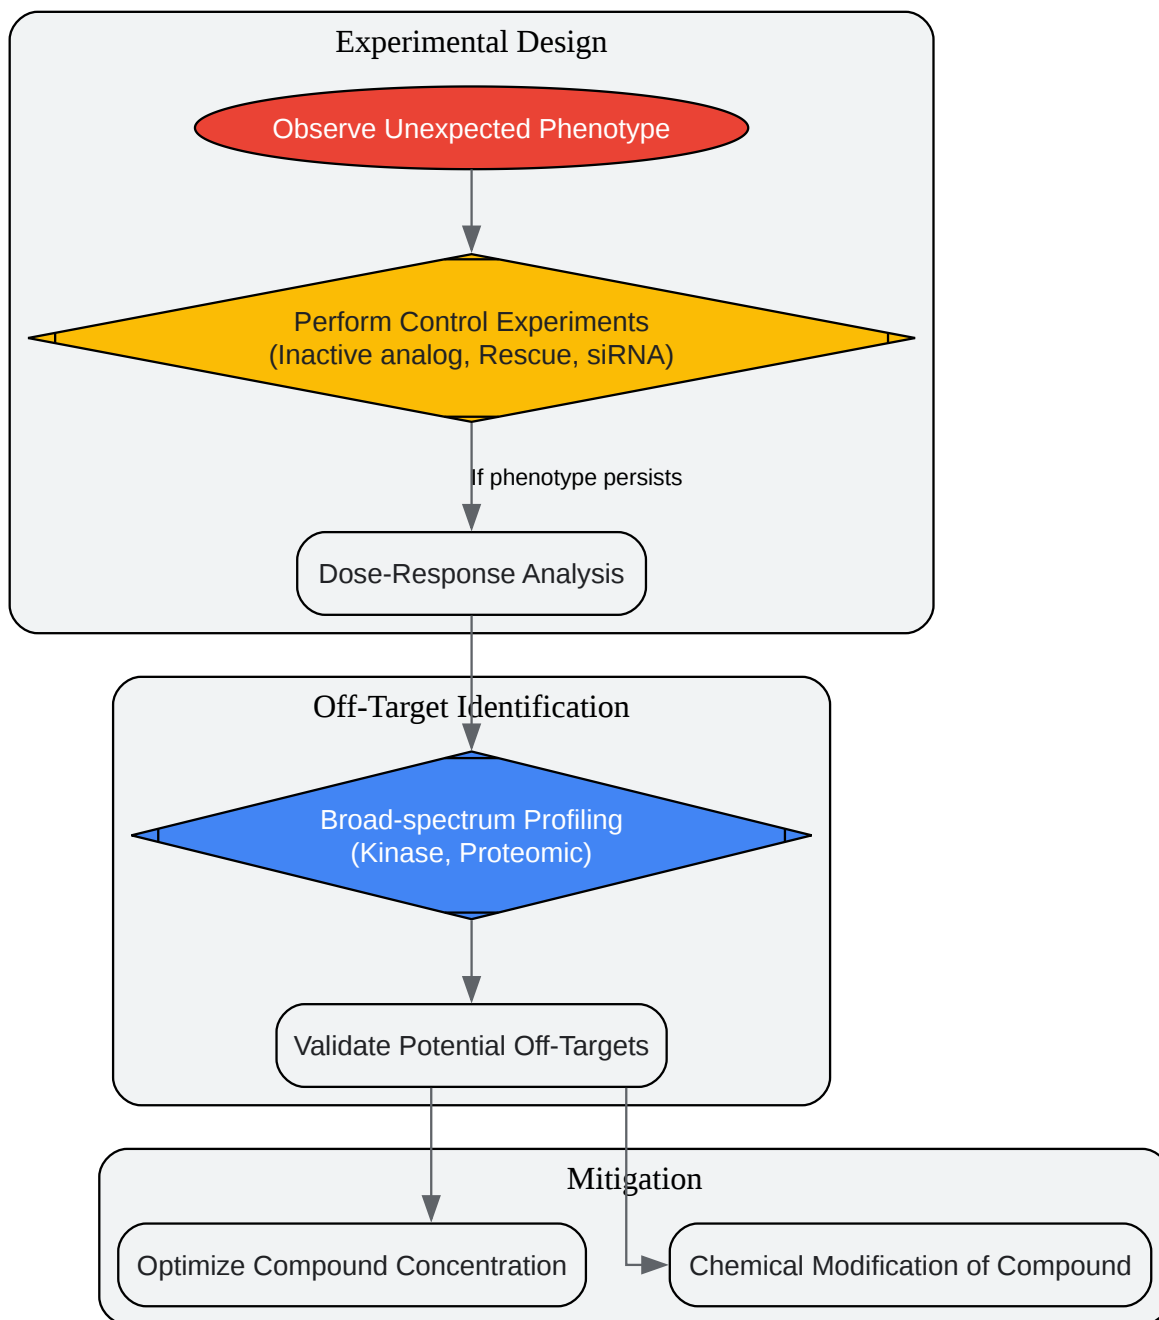 Experimental Design
Observe Unexpected Phenotype
Perform Control Experiments
(Inactive analog, Rescue, siRNA)
If phenotype persists
Dose-Response Analysis
Off-Target Identification
Broad-spectrum Profiling
(Kinase, Proteomic)
Validate Potential Off-Targets
Mitigation
Optimize Compound Concentration
Chemical Modification of Compound